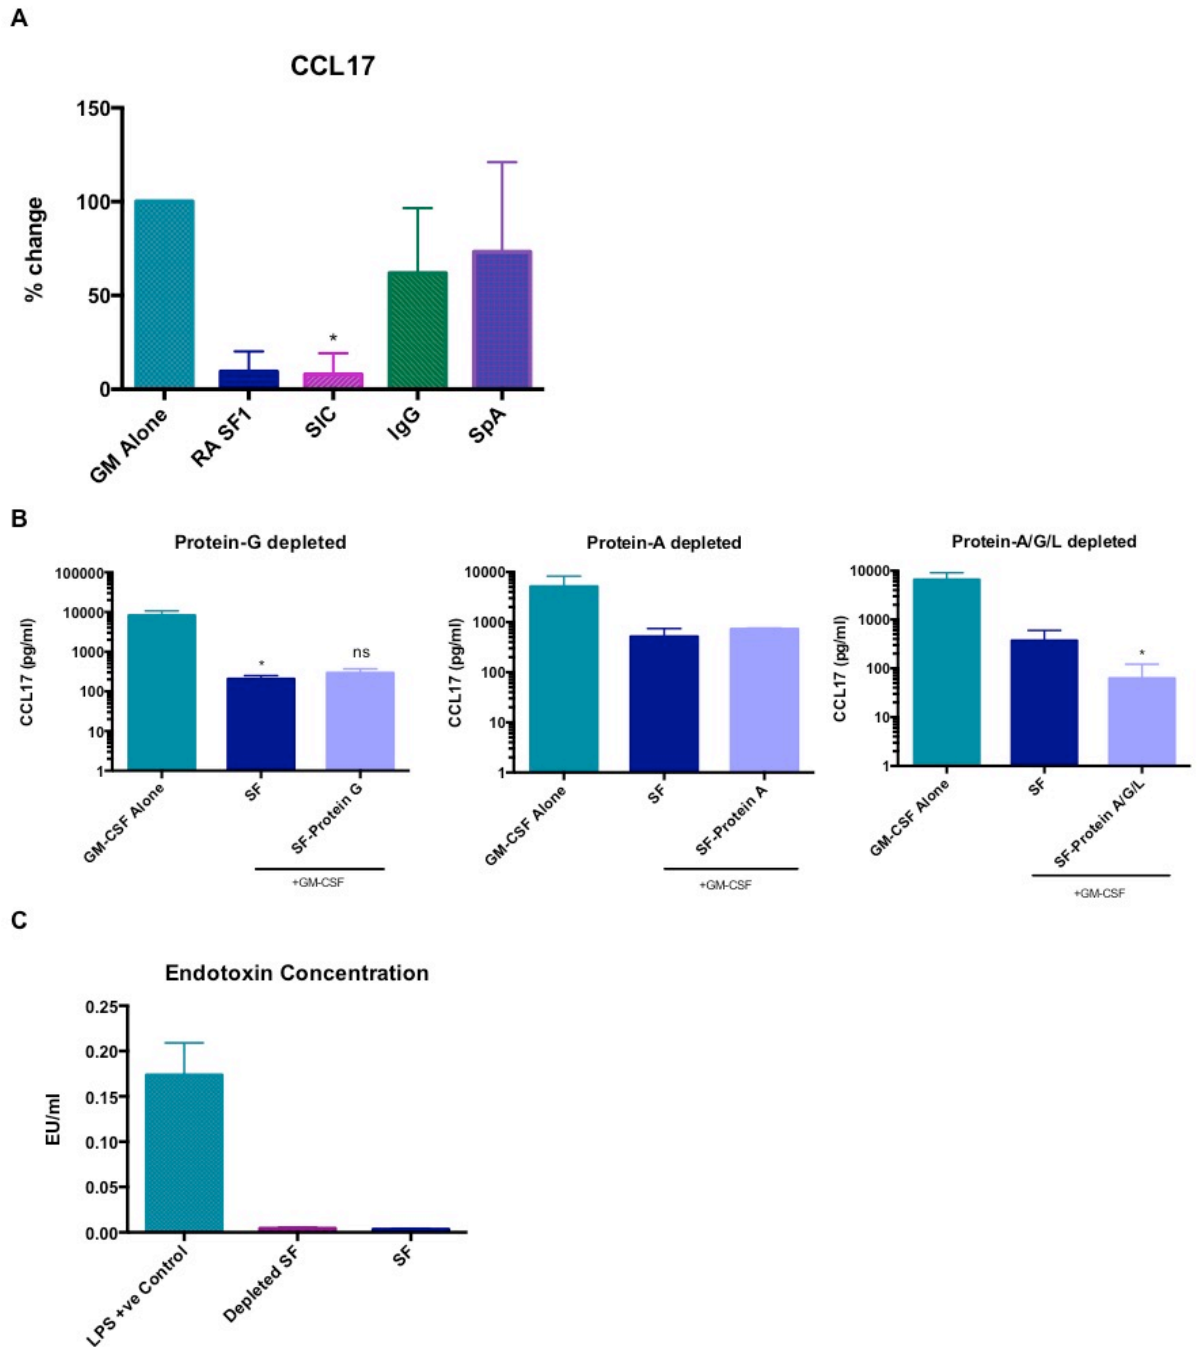 A
CCL17
150
100
50
0
% change
*
GM Alone
RA SF1
SIC
IgG
SpA
B
Protein-G depleted
100000
10000
1000
100
10
1
CCL17 (pg/ml)
*
ns
GM-CSF Alone
SF
SF-Protein G
+GM-CSF
Protein-A depleted
10000
1000
100
10
1
CCL17 (pg/ml)
GM-CSF Alone
SF
SF-Protein A
+GM-CSF
Protein-A/G/L depleted
10000
1000
100
10
1
CCL17 (pg/ml)
*
GM-CSF Alone
SF
SF-Protein A/G/L
+GM-CSF
C
Endotoxin Concentration
0.25
0.20
0.15
0.10
0.05
0.00
EU/ml
LPS +ve Control
Depleted SF
SF